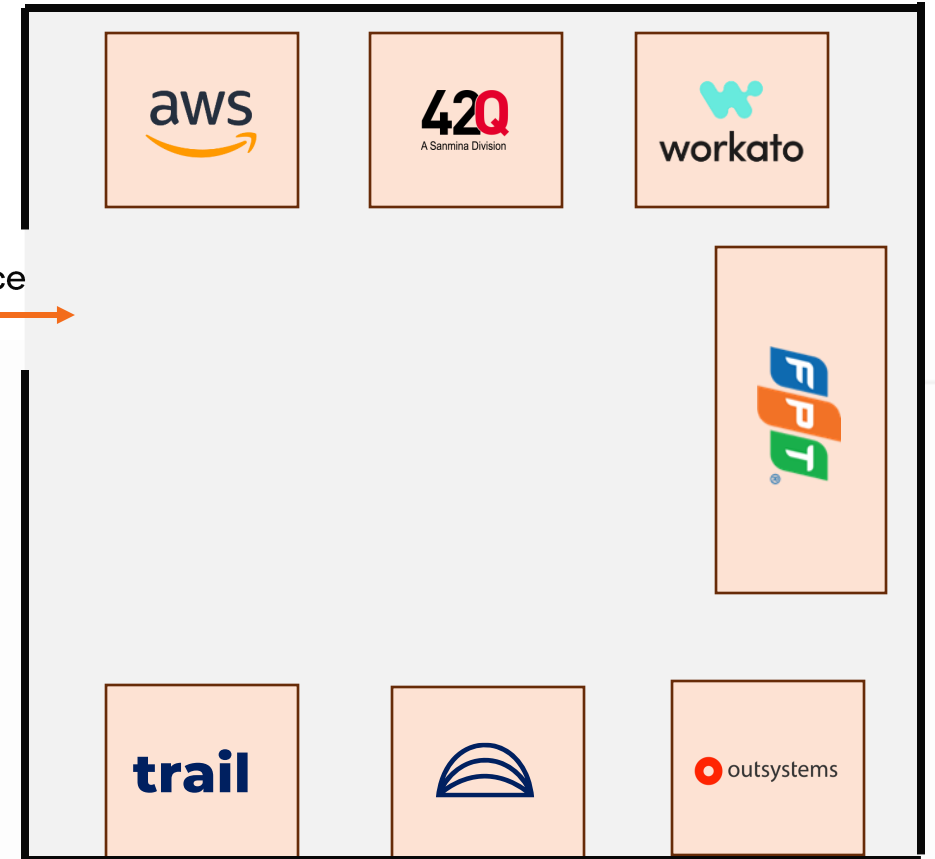 aws
42Q
A Sanmina Division
workato
ce
FPT®
trail
outsystems